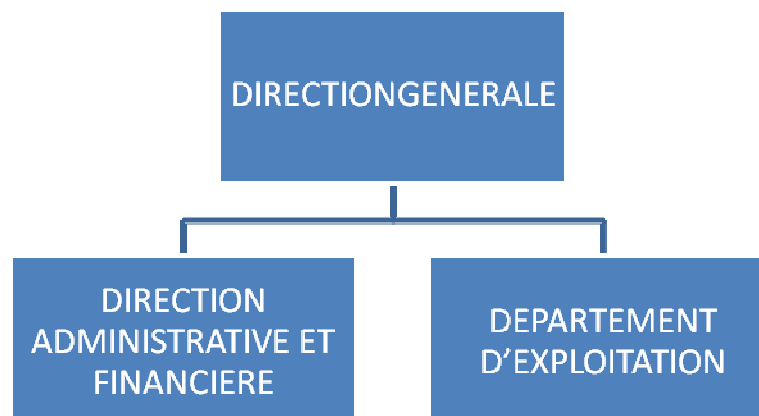 DIRECTIONGENERALE
DIRECTION
ADMINISTRATIVE ET
FINANCIERE
DEPARTEMENT
D’EXPLOITATION